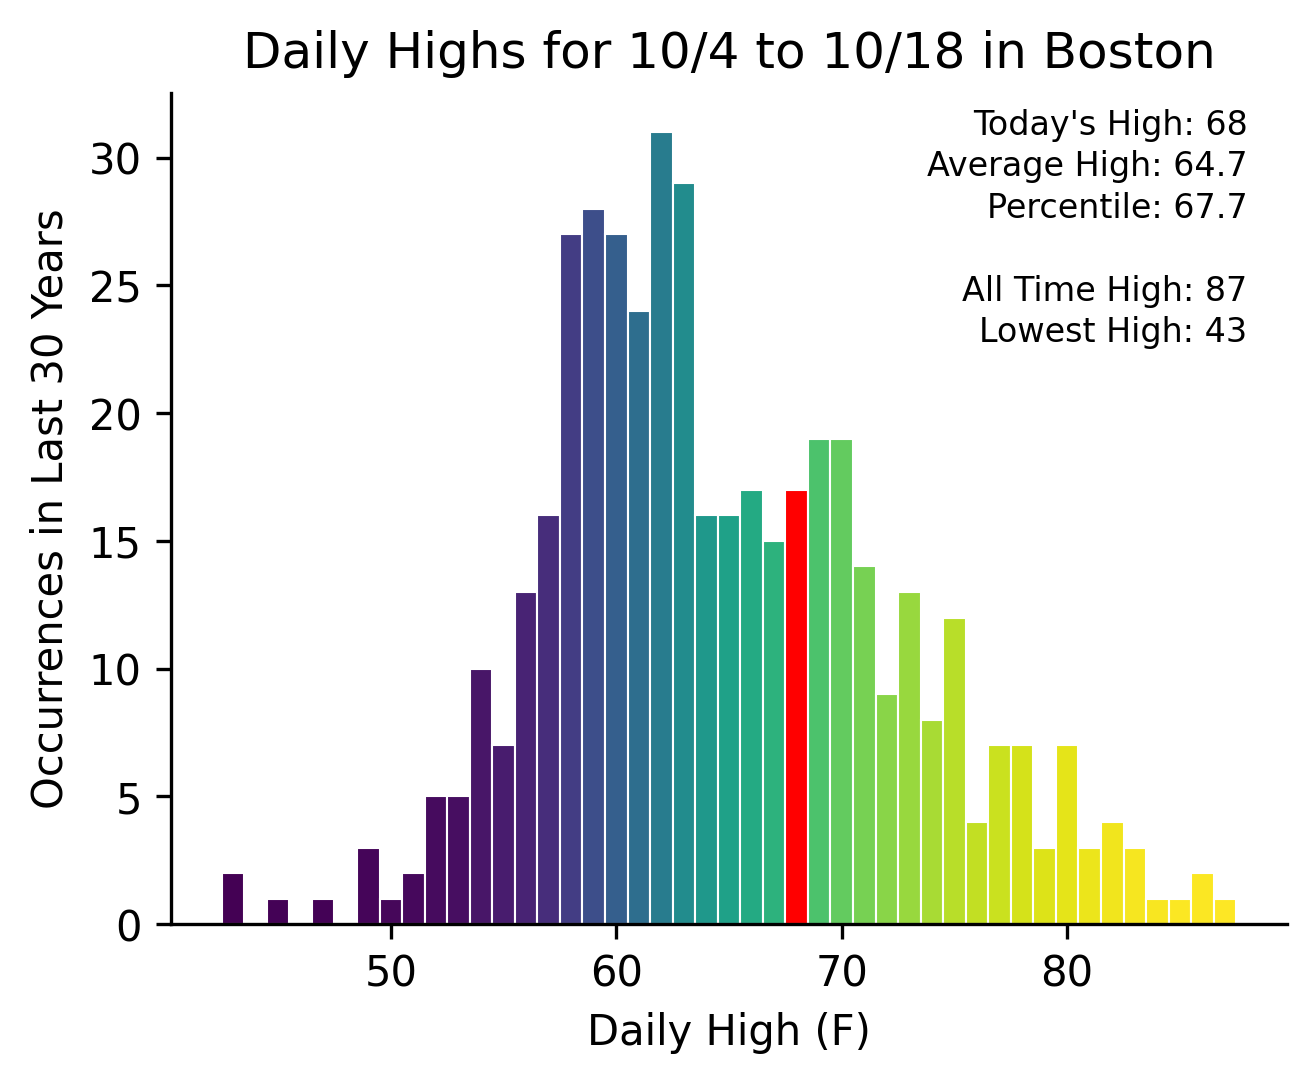 Daily Highs for 10/4 to 10/18 in Boston
Today's High: 68
Average High: 64.7
Percentile: 67.7
All Time High: 87
Lowest High: 43
Occurrences in Last 30 Years
30
25
20
15
10
5
0
50 60 70 80
Daily High (F)